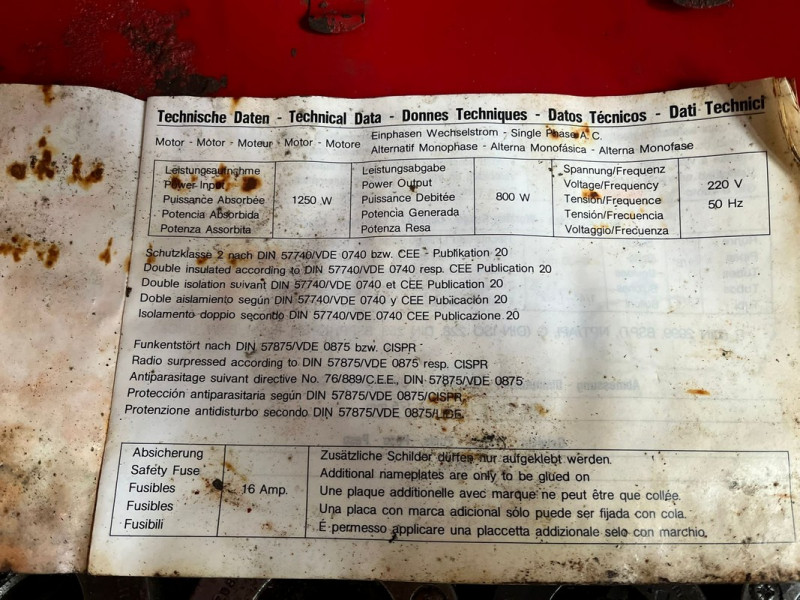 Technische Daten - Technical Data - Donnes Techniques - Datos Técnicos - Dati Technici
Motor - Motor - Moteur - Motor - Motore
Einphasen Wechselstrom - Single Phase A.C.
Alternatif Monophase - Alterna Monofásica - Alterna Monofase
Leistungsaufnahme
Power Input
Puissance Absorbée
Potencia Absorbida
Potenza Assorbita
1250 W
Leistungsabgabe
Power Output
Puissance Debitée
Potencia Generada
Potenza Resa
800 W
Spannung/Frequenz
Voltage/Frequency
Tension/Frequence
Tensión/Frecuencia
Voltaggio/Frecuenza
220 V
50 Hz
Schutzklasse 2 nach DIN 57740/VDE 0740 bzw. CEE - Publikation 20
Double insulated according to DIN 57740/VDE 0740 resp. CEE Publication 20
Double isolation suivant DIN 57740/VDE 0740 et CEE Publication 20
Doble aislamiento según DIN 57740/VDE 0740 y CEE Publicación 20
Isolamento doppio secondo DIN 57740/VDE 0740 CEE Publicazione 20
Funkentstört nach DIN 57875/VDE 0875 bzw. CISPR
Radio surpressed according to DIN 57875/VDE 0875 resp. CISPR
Antiparasitage suivant directive No. 76/889/C.E.E., DIN 57875/VDE 0875
Protección antiparasitaria según DIN 57875/VDE 0875/CISPR
Protenzione antidisturbo secondo DIN 57875/VDE 0875/
Absicherung
Safety Fuse
Fusibles
Fusibles
Fusibili
16 Amp.
Zusätzliche Schilder dürfen nur aufgeklebt werden.
Additional nameplates are only to be glued on
Une plaque additionelle avec marque ne peut être que collée.
Una placa con marca adicional sólo puede ser fijada con cola.
É permesso applicare una placcetta addizionale selo con marchio.